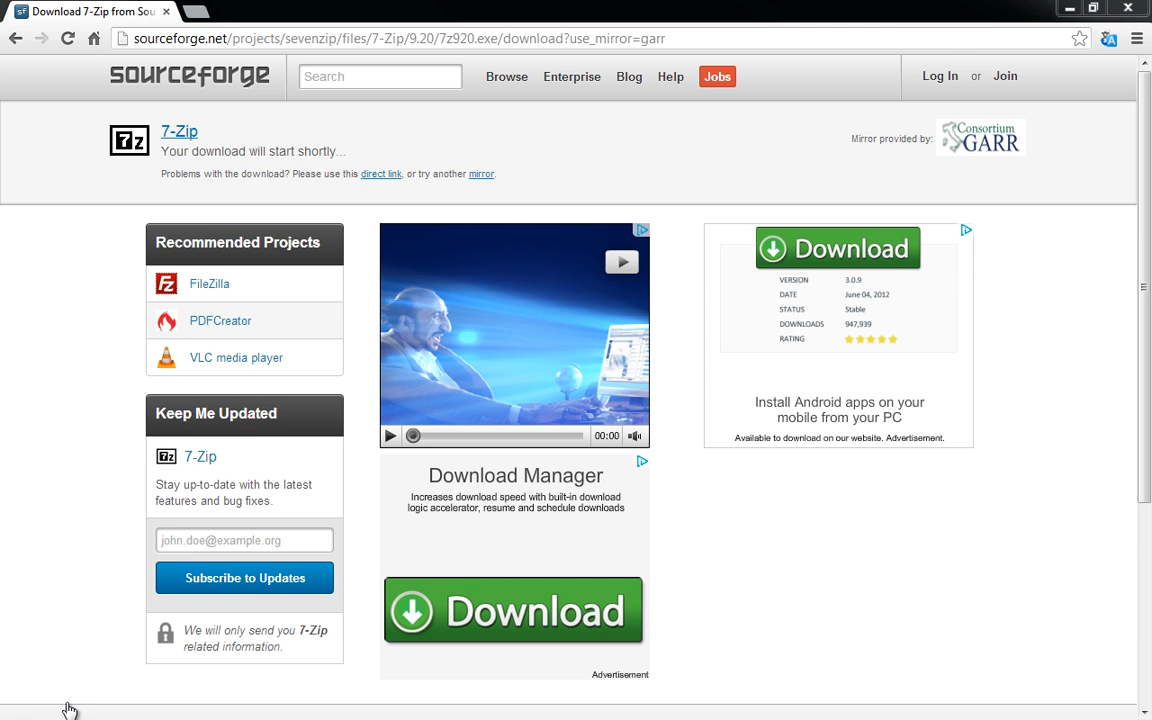 Download 7-Zip from Sou
sourceforge.net/projects/sevenzip/files/7-Zip/9.20/7z920.exe/download?use_mirror=garr
sourceforge
Search
Browse Enterprise Blog Help Jobs
Log In or Join
7z
7-Zip
Your download will start shortly...
Problems with the download? Please use this direct link, or try another mirror.
Mirror provided by:
Consortium
GARR
Recommended Projects
Fz FileZilla
PDFCreator
VLC media player
Keep Me Updated
7z 7-Zip
Stay up-to-date with the latest
features and bug fixes.
john.doe@example.org
Subscribe to Updates
We will only send you 7-Zip
related information.
00:00
Download Manager
Increases download speed with built-in download
logic accelerator, resume and schedule downloads
Download
Advertisement
Download
VERSION 3.0.9
DATE June 04, 2012
STATUS Stable
DOWNLOADS 947,939
RATING
Install Android apps on your
mobile from your PC
Available to download on our website. Advertisement.